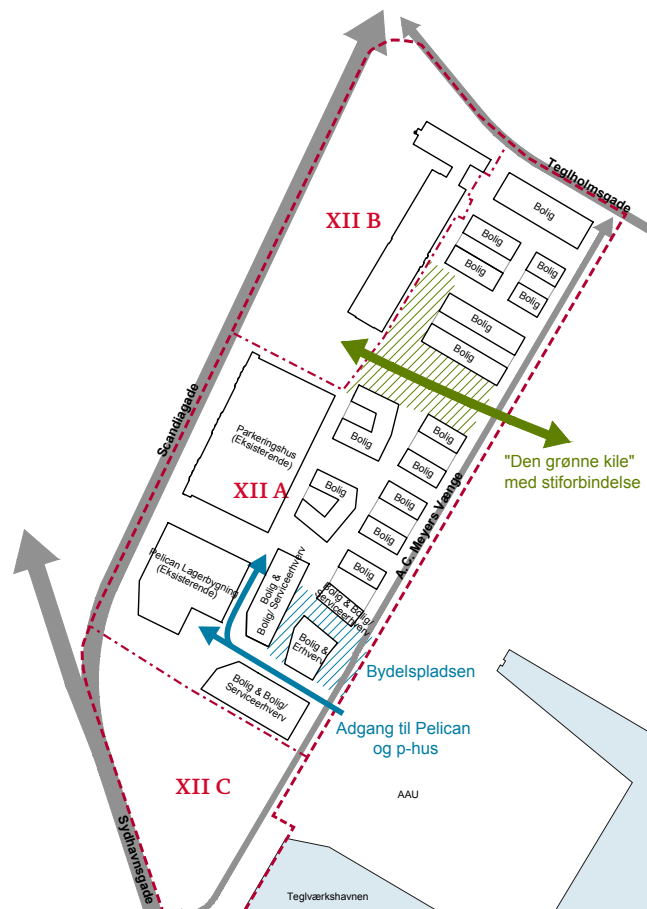 Teglholmsgade
Bolig
XII B
Bolig
Bolig
Bolig
Bolig
Bolig
Bolig
Scandiagade
Parkeringshus
(Eksisterende)
Bolig
Bolig
Bolig
"Den grønne kile"
med stiforbindelse
XII A
Bolig
Bolig
Bolig
A.C. Meyers Vænge
Pelican Lagerbygning
(Eksisterende)
Bolig &
Bolig/ Serviceerhverv
Bolig
Bolig & Bolig/
Serviceerhverv
Bolig &
Erhverv
Bydelspladsen
Bolig & Bolig/
Serviceerhverv
Adgang til Pelican
og p-hus
XII C
AAU
Sydhavnsgade
Teglværkshavnen